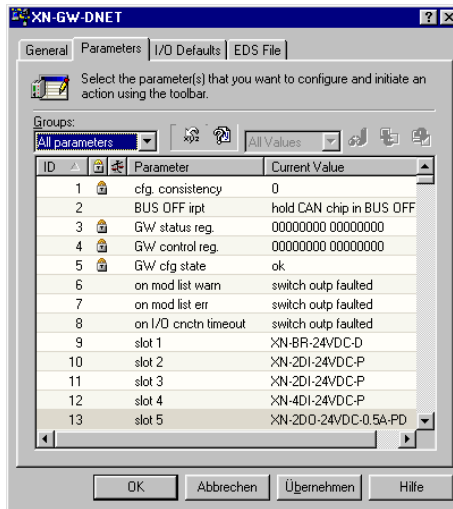 XN-GW-DNET
General Parameters I/O Defaults EDS File
Select the parameter(s) that you want to configure and initiate an
action using the toolbar.
Groups:
All parameters All Values
ID Parameter Current Value
1 cfg. consistency 0
2 BUS OFF irpt hold CAN chip in BUS OFF
3 GW status reg. 00000000 00000000
4 GW control reg. 00000000 00000000
5 GW cfg state ok
6 on mod list warn switch outp faulted
7 on mod list err switch outp faulted
8 on I/O cnctn timeout switch outp faulted
9 slot 1 XN-BR-24VDC-D
10 slot 2 XN-2DI-24VDC-P
11 slot 3 XN-2DI-24VDC-P
12 slot 4 XN-4DI-24VDC-P
13 slot 5 XN-2DO-24VDC-0.5A-PD
OK Abbrechen Übernehmen Hilfe